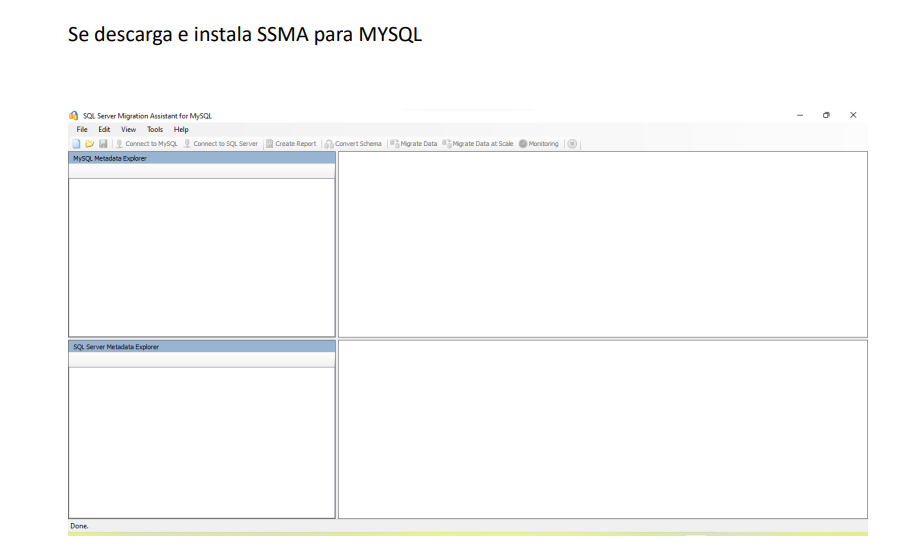 Se descarga e instala SSMA para MYSQL
SQL Server Migration Assistant for MySQL
File Edit View Tools Help
Connect to MySQL Connect to SQL Server Create Report Convert Schema Migrate Data Migrate Data at Scale Monitoring
MySQL Metadata Explorer
SQL Server Metadata Explorer
Done.